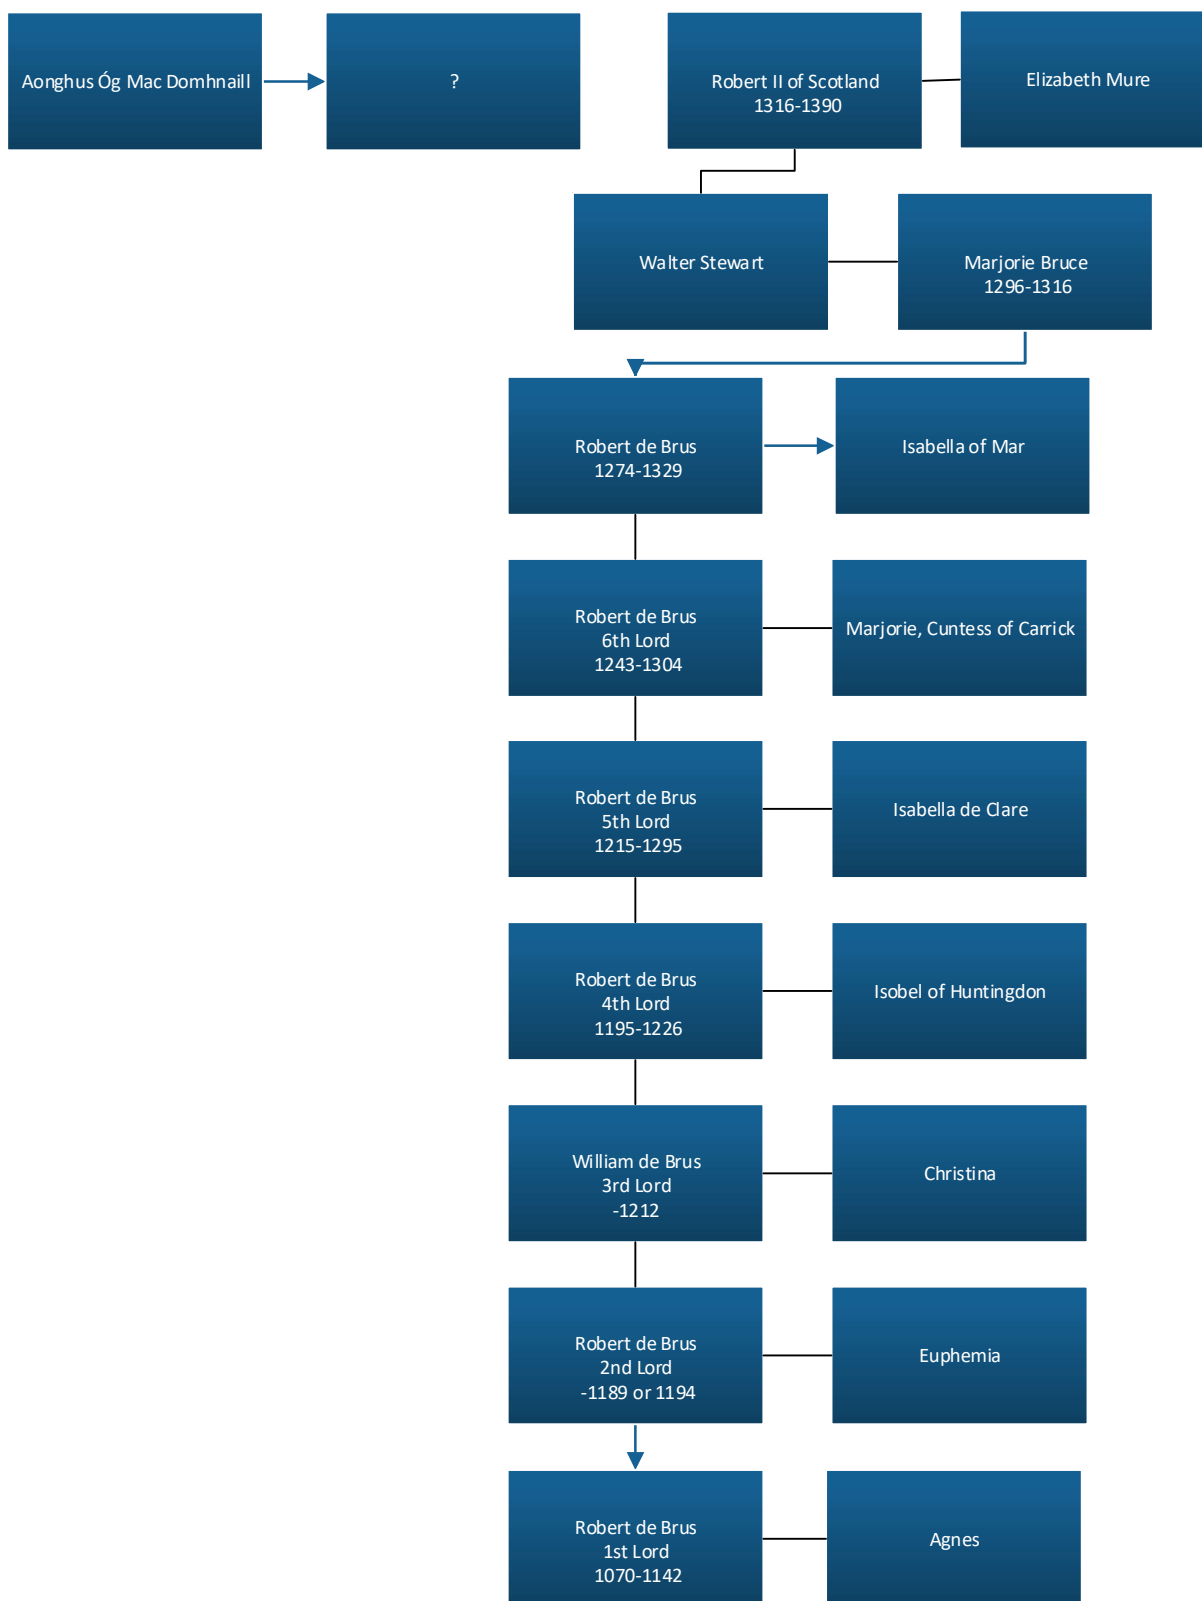 Aonghus Óg Mac Domhnaill
?
Robert II of Scotland
1316-1390
Elizabeth Mure
Walter Stewart
Marjorie Bruce
1296-1316
Robert de Brus
1274-1329
Isabella of Mar
Robert de Brus
6th Lord
1243-1304
Marjorie, Cuntess of Carrick
Robert de Brus
5th Lord
1215-1295
Isabella de Clare
Robert de Brus
4th Lord
1195-1226
Isobel of Huntingdon
William de Brus
3rd Lord
-1212
Christina
Robert de Brus
2nd Lord
-1189 or 1194
Euphemia
Robert de Brus
1st Lord
1070-1142
Agnes